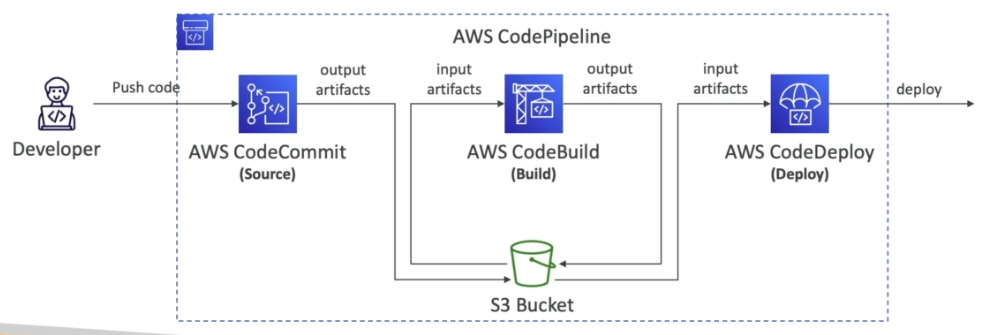 AWS CodePipeline
Developer
Push code
AWS CodeCommit
(Source)
output
artifacts
input
artifacts
AWS CodeBuild
(Build)
output
artifacts
input
artifacts
AWS CodeDeploy
(Deploy)
deploy
S3 Bucket